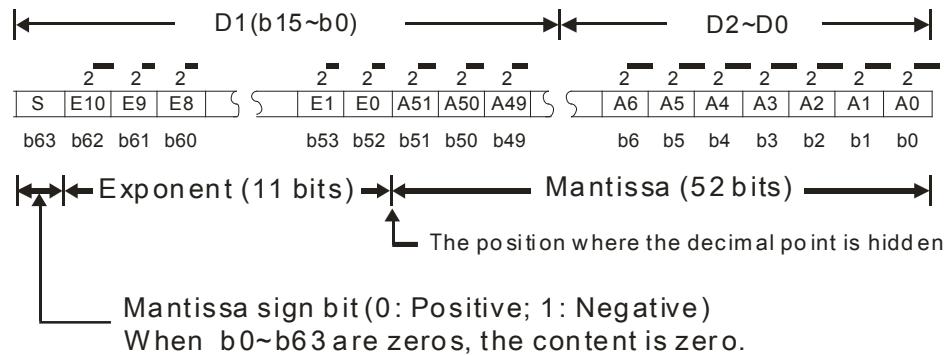 D1(b15~b0) D2~D0
2 2 2 2 2 2 2 2 2 2 2 2 2 2 2 2
S E10 E9 E8 E1 E0 A51 A50 A49 A6 A5 A4 A3 A2 A1 A0
b63 b62 b61 b60 b53 b52 b51 b50 b49 b6 b5 b4 b3 b2 b1 b0
Exponent (11 bits) Mantissa (52 bits)
The position where the decimal point is hidden
Mantissa sign bit (0: Positive; 1: Negative)
When b0~b63 are zeros, the content is zero.